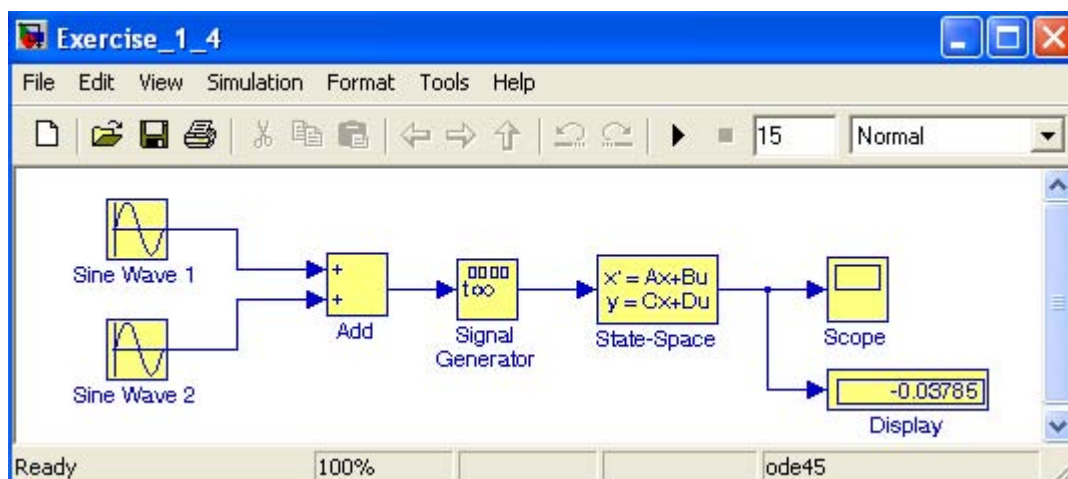 Exercise_1_4
File Edit View Simulation Format Tools Help
15 Normal
Sine Wave 1
+
+
Add
t
Signal
Generator
x' = Ax+Bu
y = Cx+Du
State-Space
Scope
Sine Wave 2
-0.03785
Display
Ready 100% ode45